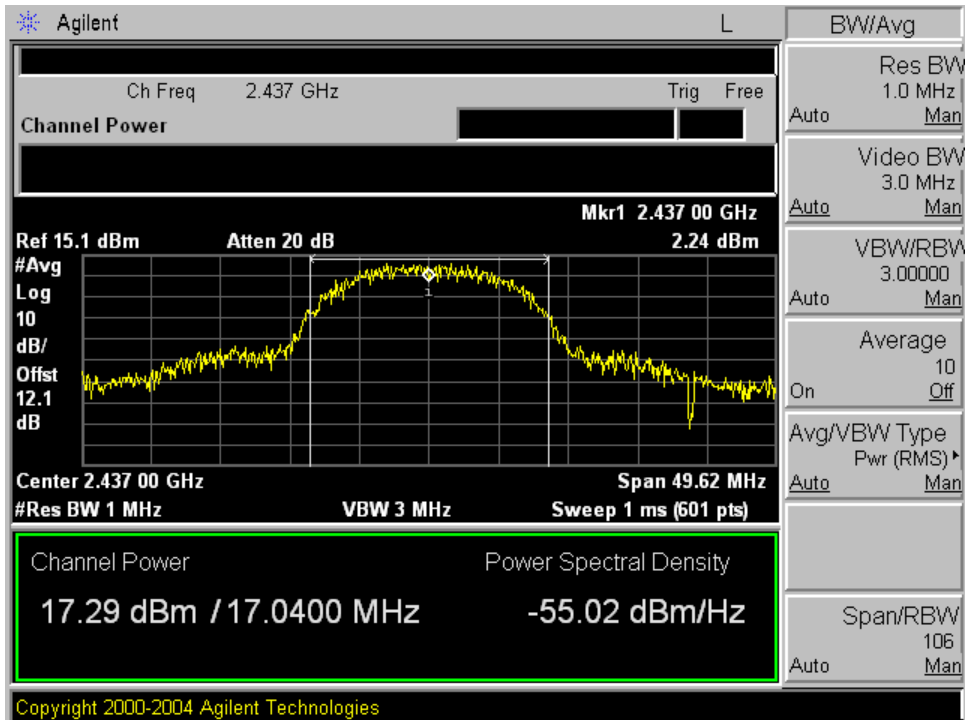 Agilent L
Ch Freq 2.437 GHz Trig Free
Channel Power
Mkr1 2.437 00 GHz
Ref 15.1 dBm Atten 20 dB 2.24 dBm
#Avg
Log
10
dB/
Offst
12.1
dB
1
Center 2.437 00 GHz Span 49.62 MHz
#Res BW 1 MHz VBW 3 MHz Sweep 1 ms (601 pts)
Channel Power Power Spectral Density
17.29 dBm / 17.0400 MHz -55.02 dBm/Hz
Copyright 2000-2004 Agilent Technologies
BW/Avg
Res BW
1.0 MHz
Auto Man
Video BW
3.0 MHz
Auto Man
VBW/RBW
3.00000
Auto Man
Average
10
On Off
Avg/VBW Type
Pwr (RMS)
Auto Man
Span/RBW
106
Auto Man